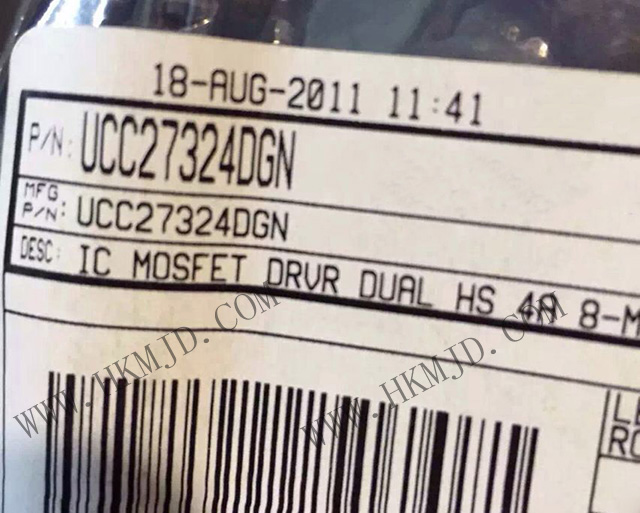 18-AUG-2011 11:41
P/N: UCC27324DGN
MFG
P/N: UCC27324DGN
DESC: IC MOSFET DRVR DUAL HS 4A 8-M
WWW.HKMJD.COM
WWW.HKMJD.COM